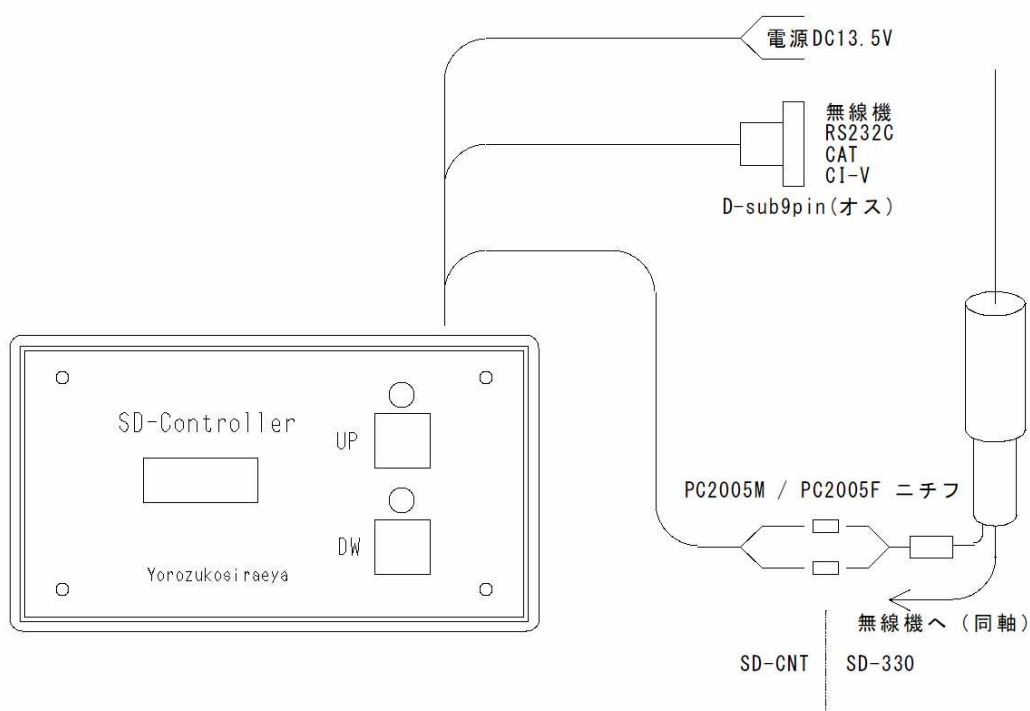 電源DC13.5V
無線機
RS232C
CAT
CI-V
D-sub9pin(オス)
SD-Controller
UP
DW
Yorozukosiraeya
PC2005M / PC2005F ニチフ
無線機へ (同軸)
SD-CNT
SD-330